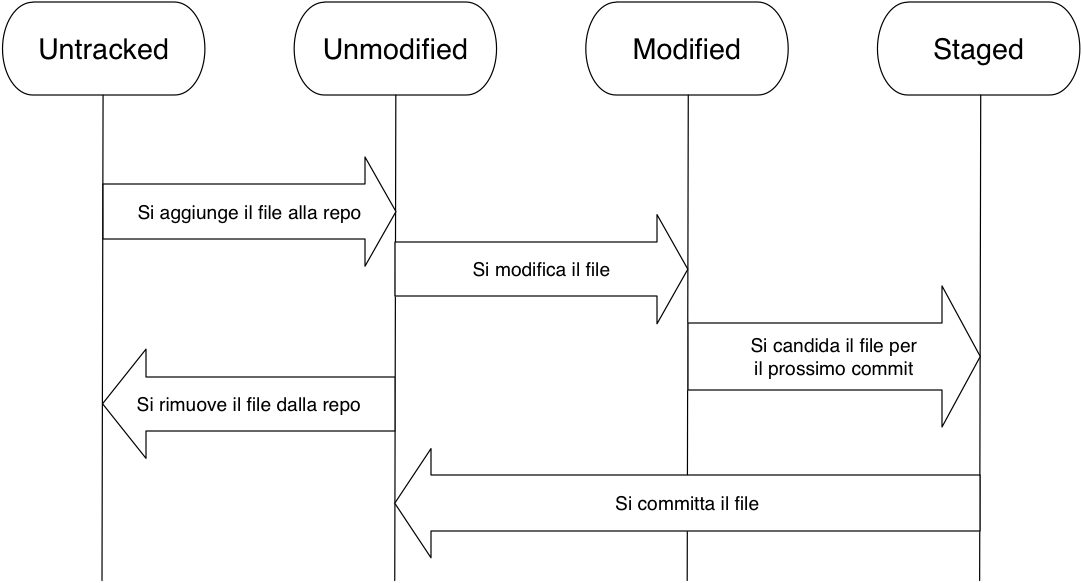 Untracked
Unmodified
Modified
Staged
Si aggiunge il file alla repo
Si modifica il file
Si candida il file per
il prossimo commit
Si rimuove il file dalla repo
Si committa il file